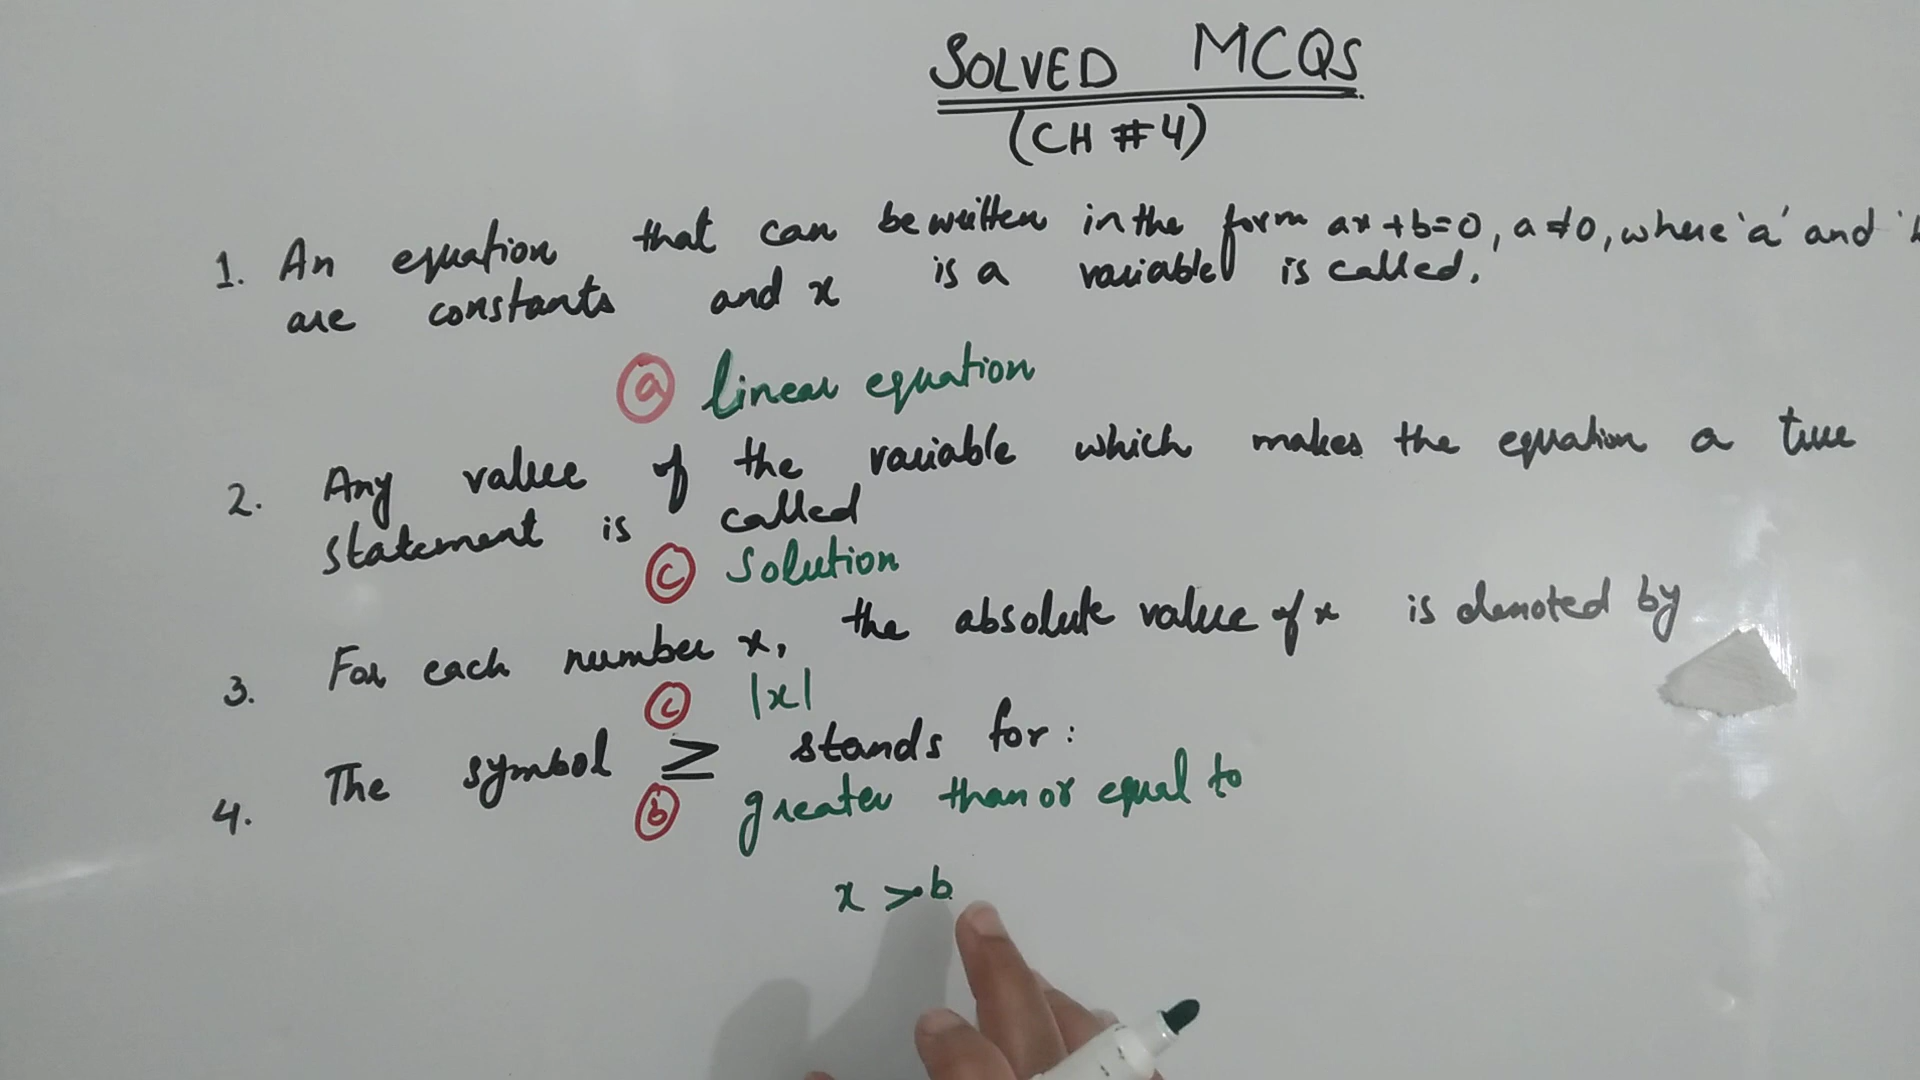 SOLVED MCQS
(CH #4)
1. An equation that can be written in the form ax+b=0, a≠0, where 'a' and 'b
are constants and x is a variable is called.
ⓐ linear equation
2. Any value of the variable which makes the equation a true
statement is called
ⓒ Solution
3. For each number x, the absolute value of x is denoted by
ⓒ |x|
4. The symbol ≥ stands for:
ⓑ greater than or equal to
x > b